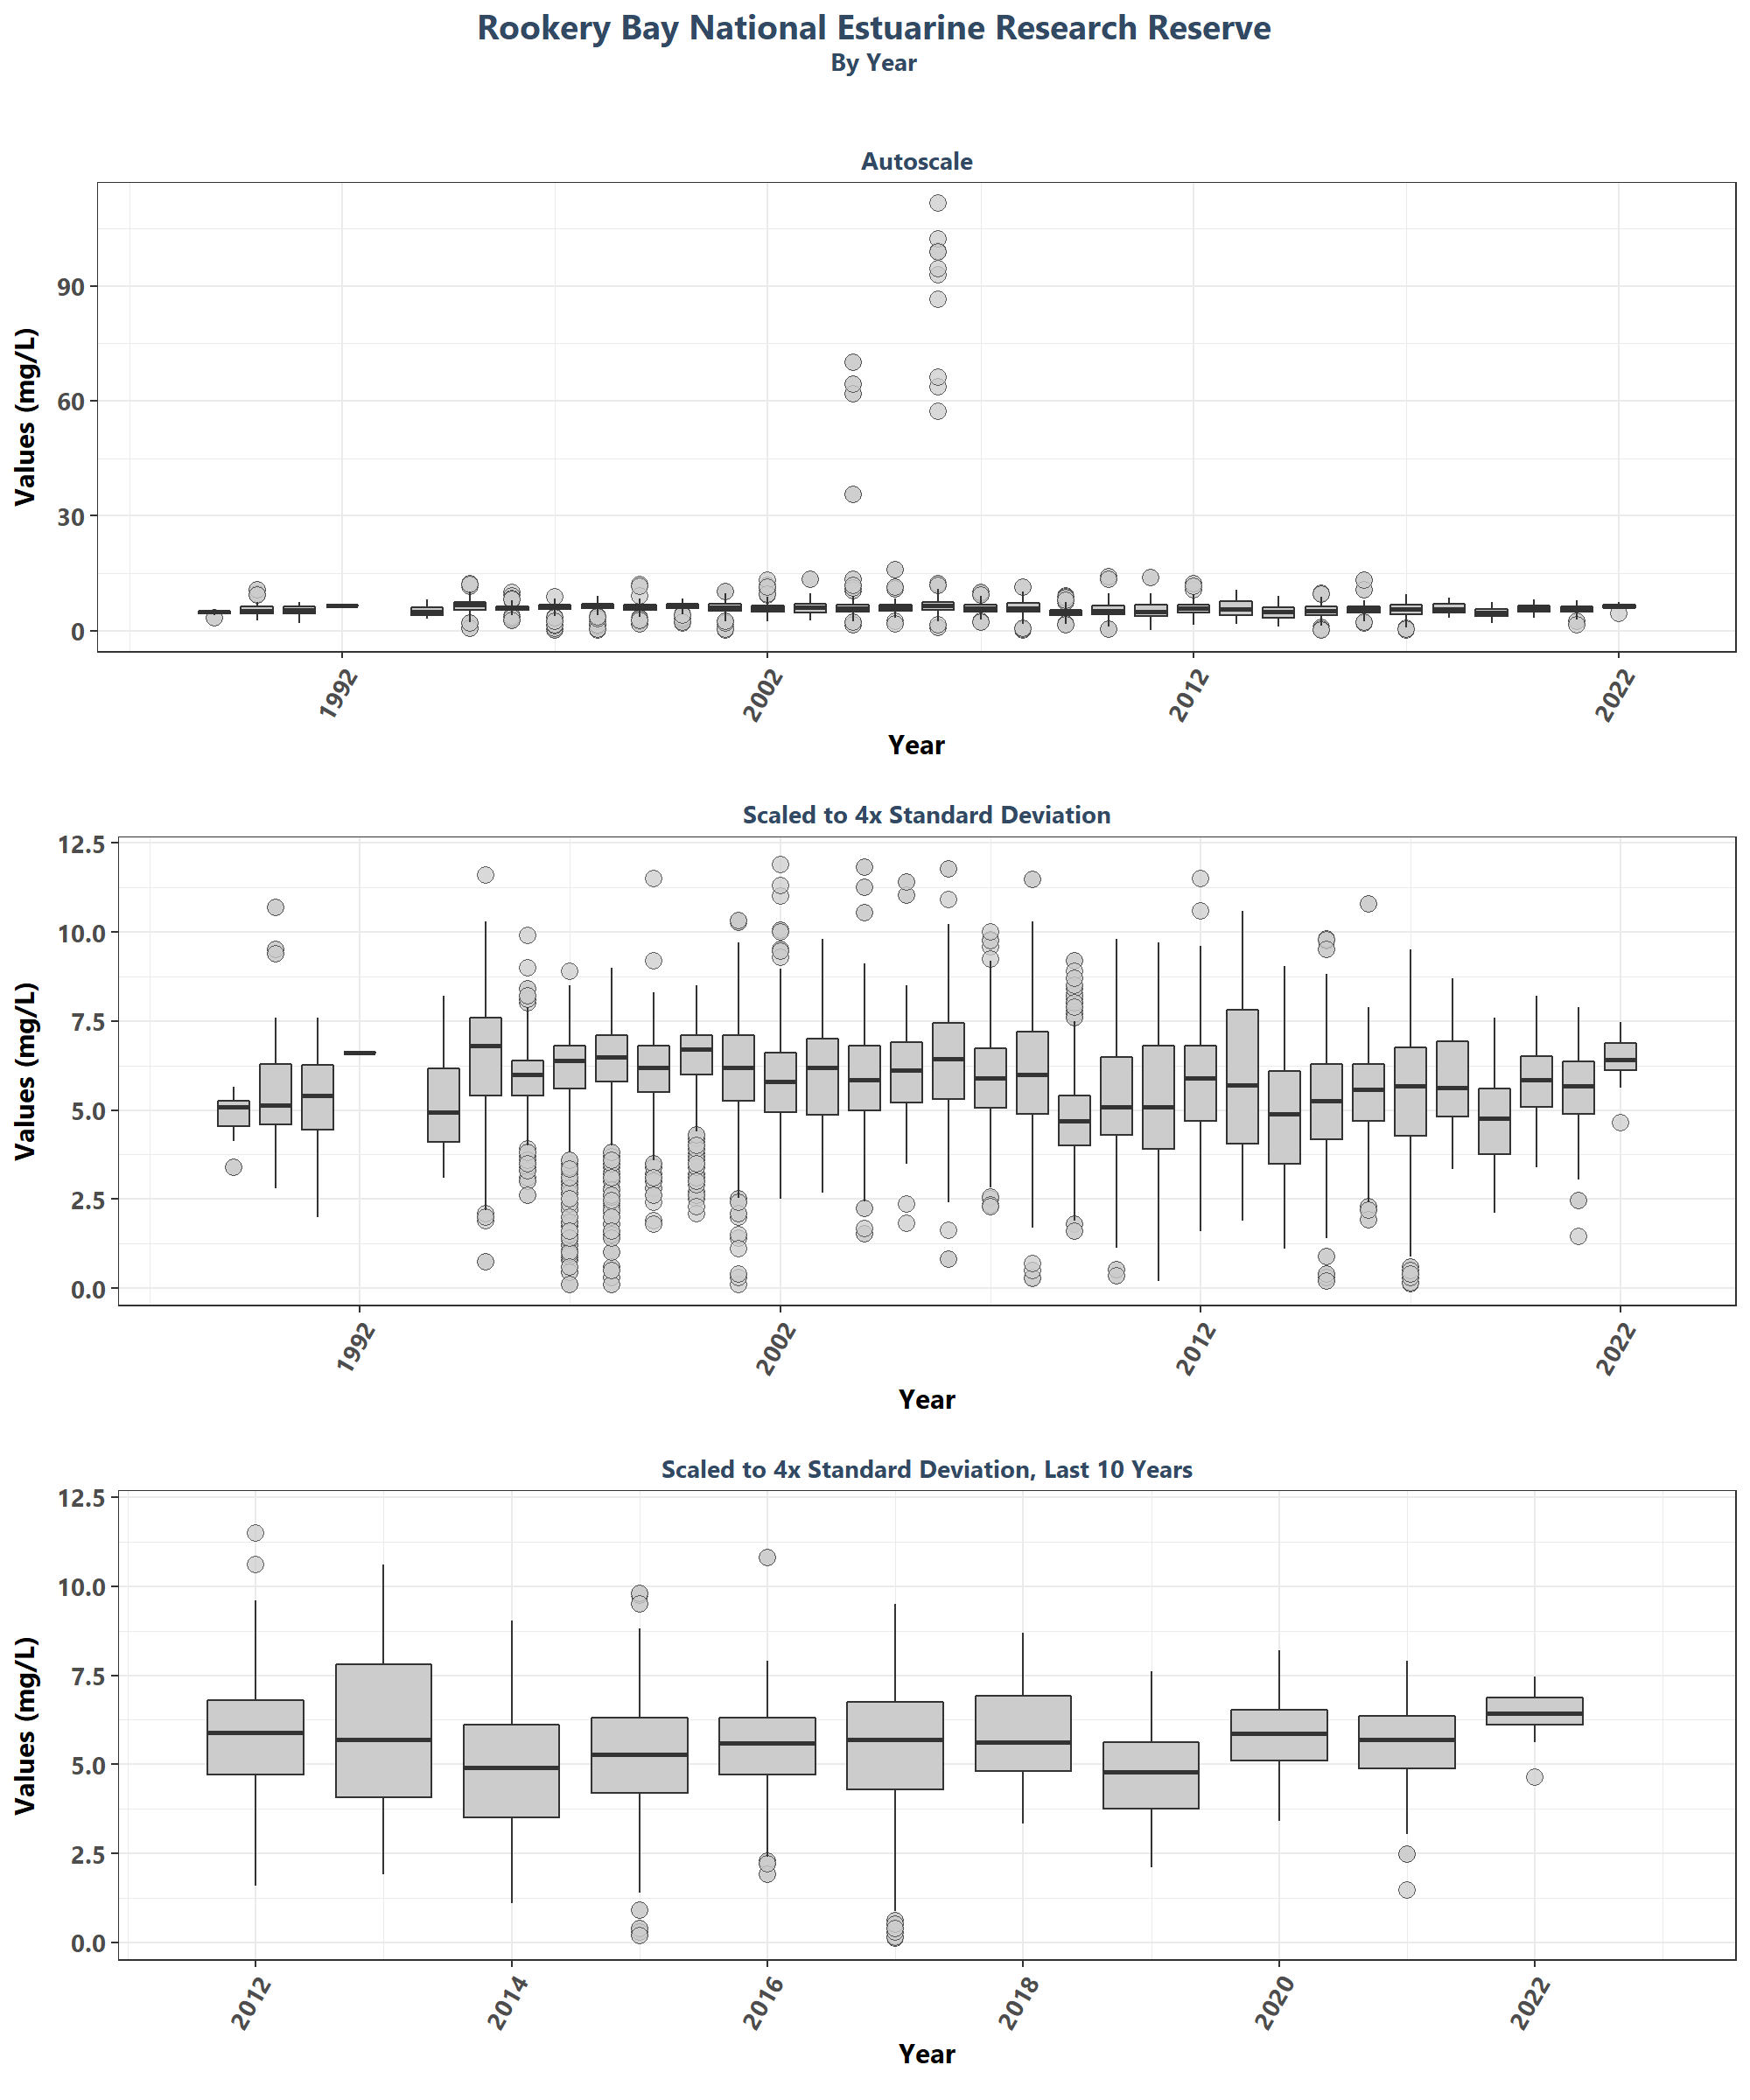 Rookery Bay National Estuarine Research Reserve
By Year
Autoscale
Values (mg/L)
90
60
30
0
1992
2002
2012
2022
Year
Scaled to 4x Standard Deviation
Values (mg/L)
12.5
10.0
7.5
5.0
2.5
0.0
1992
2002
2012
2022
Year
Scaled to 4x Standard Deviation, Last 10 Years
Values (mg/L)
12.5
10.0
7.5
5.0
2.5
0.0
2012
2014
2016
2018
2020
2022
Year